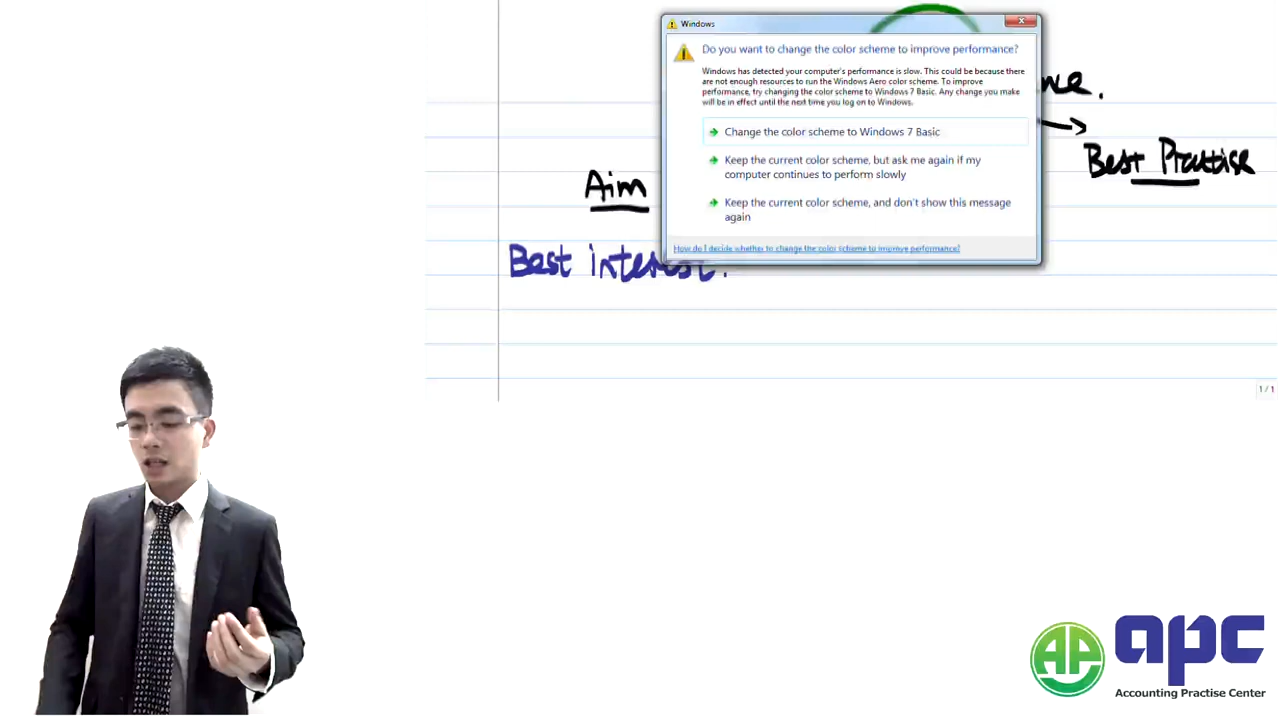 Windows
Do you want to change the color scheme to improve performance?
Windows has detected your computer's performance is slow. This could be because there
are not enough resources to run the Windows Aero color scheme. To improve
performance, try changing the color scheme to Windows 7 Basic. Any change you make
will be in effect until the next time you log on to Windows.
Change the color scheme to Windows 7 Basic
Keep the current color scheme, but ask me again if my
computer continues to perform slowly
Keep the current color scheme, and don't show this message
again
How do I decide whether to change the color scheme to improve performance?
Best Practise
Aim
Best interest.
1 / 1
AP
apc
Accounting Practise Center